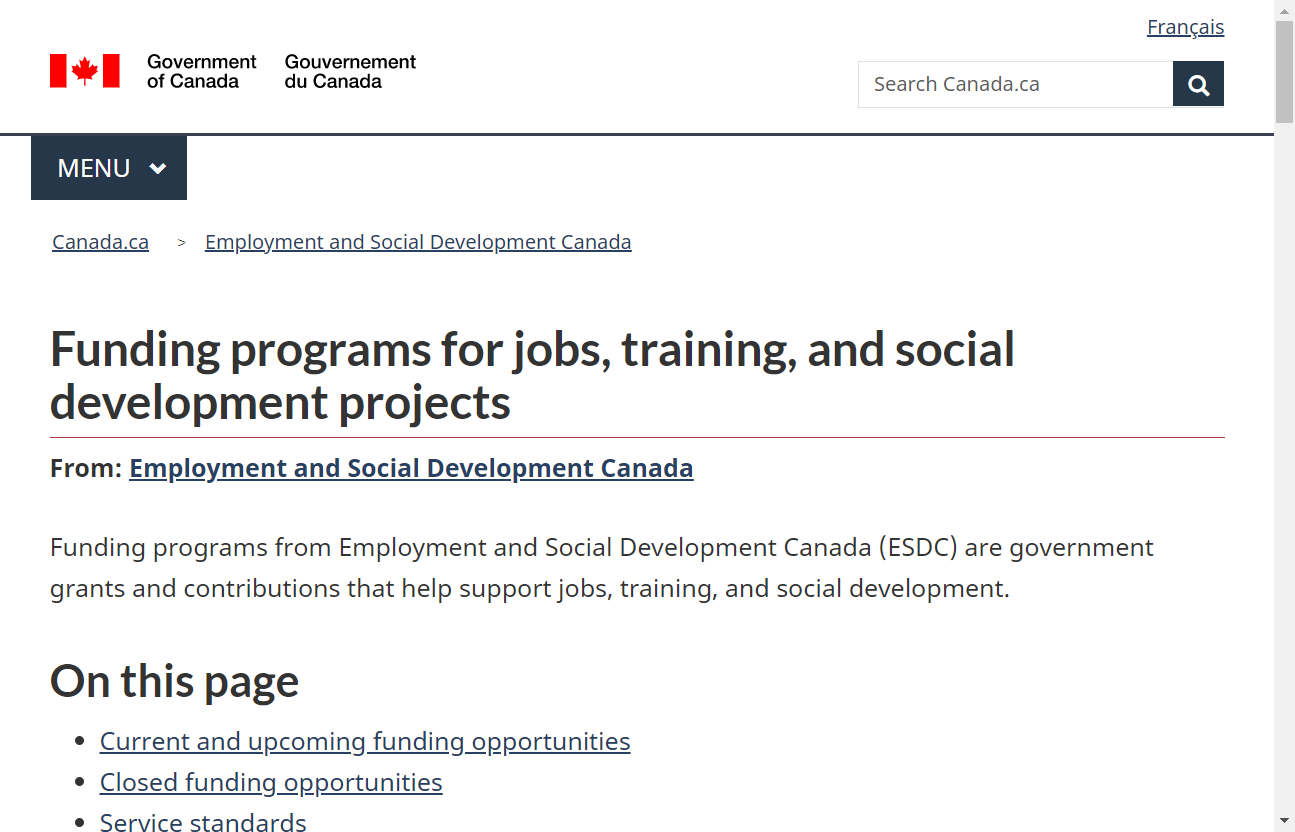 Français
Government of Canada
Gouvernement du Canada
Search Canada.ca
MENU
Canada.ca > Employment and Social Development Canada
Funding programs for jobs, training, and social
development projects
From: Employment and Social Development Canada
Funding programs from Employment and Social Development Canada (ESDC) are government
grants and contributions that help support jobs, training, and social development.
On this page
• Current and upcoming funding opportunities
• Closed funding opportunities
• Service standards